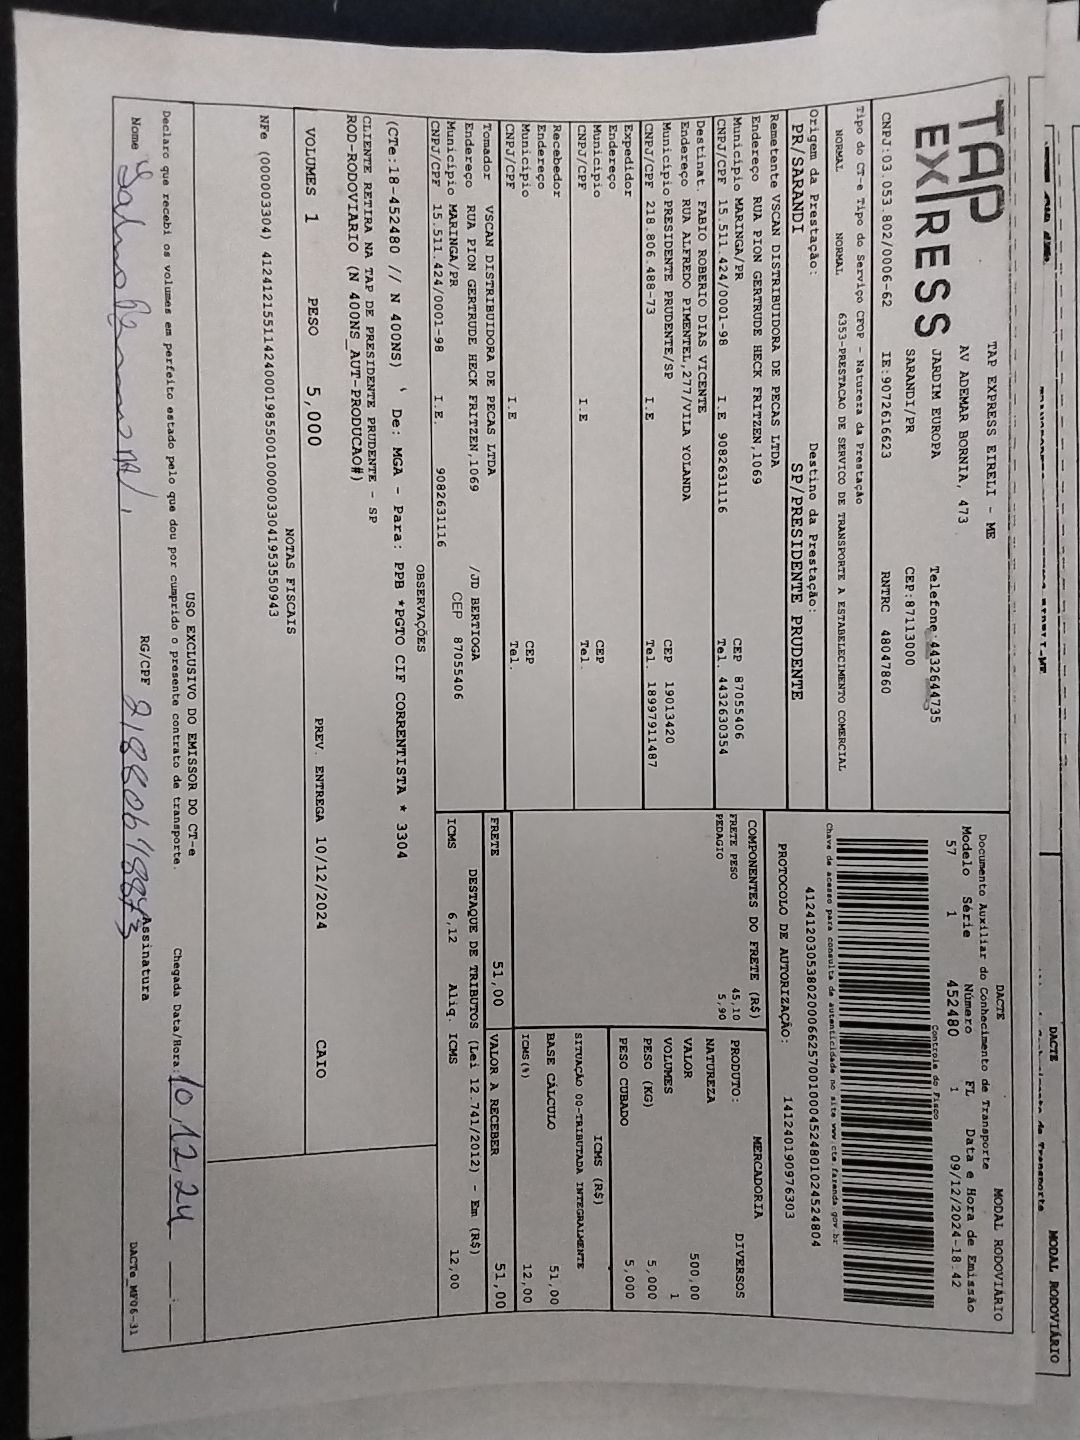 TAP EXPRESS
TAP EXPRESS EIRELI - ME
AV ADEMAR BORNIA, 473
JARDIM EUROPA Telefone:4432644735
SARANDI/PR CEP:87113000
CNPJ:03.053.802/0006-62 IE:9072616623 RNTRC 48047860
DACTE MODAL RODOVIÁRIO
Documento Auxiliar do Conhecimento de Transporte
Modelo Série Número FL Data e Hora de Emissão
57 1 452480 1 09/12/2024-18:42
Controle do Fisco
Chave de acesso para consulta de autenticidade no site www.cte.fazenda.gov.br
41241203053802000662570010004524801024524804
PROTOCOLO DE AUTORIZAÇÃO: 141240190976303
Tipo do CT-e Tipo do Serviço CFOP - Natureza da Prestação
NORMAL NORMAL 6353-PRESTACAO DE SERVICO DE TRANSPORTE A ESTABELECIMENTO COMERCIAL
Origem da Prestação: Destino da Prestação:
PR/SARANDI SP/PRESIDENTE PRUDENTE
Remetente VSCAN DISTRIBUIDORA DE PECAS LTDA
Endereço RUA PION GERTRUDE HECK FRITZEN,1069
Município MARINGA/PR CEP 87055406
CNPJ/CPF 15.511.424/0001-98 I.E 9082631116 Tel. 4432630354
Destinat. FABIO ROBERIO DIAS VICENTE
Endereço RUA ALFREDO PIMENTEL,277/VILA YOLANDA
Município PRESIDENTE PRUDENTE/SP CEP 19013420
CNPJ/CPF 218.806.488-73 I.E Tel. 18997911487
Expedidor
Endereço
Município CEP
CNPJ/CPF I.E Tel.
Recebedor
Endereço
Município CEP
CNPJ/CPF I.E Tel.
Tomador VSCAN DISTRIBUIDORA DE PECAS LTDA
Endereço RUA PION GERTRUDE HECK FRITZEN,1069 /JD BERTIOGA
Município MARINGA/PR CEP 87055406
CNPJ/CPF 15.511.424/0001-98 I.E. 9082631116
COMPONENTES DO FRETE (R$)
FRETE PESO 45,10
PEDAGIO 5,90
MERCADORIA
PRODUTO: DIVERSOS
NATUREZA
VALOR 500,00
VOLUMES 1
PESO (KG) 5,000
PESO CUBADO 5,000
ICMS (R$)
SITUAÇÃO 00-TRIBUTADA INTEGRALMENTE
BASE CÁLCULO 51,00
ICMS(%) 12,00
FRETE 51,00 VALOR A RECEBER 51,00
DESTAQUE DE TRIBUTOS (Lei 12.741/2012) - Em (R$)
ICMS 6,12 Aliq. ICMS 12,00
OBSERVAÇÕES
(CTe:18-452480 // N 400NS) De: MGA - Para: PPB *PGTO CIF CORRENTISTA * 3304
CLIENTE RETIRA NA TAP DE PRESIDENTE PRUDENTE - SP
ROD-RODOVIARIO (N 400NS_AUT-PRODUCAO#)
VOLUMES 1 PESO 5,000 PREV. ENTREGA 10/12/2024 CAIO
NOTAS FISCAIS
NFe (000003304) 41241215511424000198550010000033041953550943
USO EXCLUSIVO DO EMISSOR DO CT-e
Declaro que recebi os volumes em perfeito estado pelo que dou por cumprido o presente contrato de transporte. Chegada Data/Hora: 10/12/24
Nome RG/CPF 21880648873 Assinatura
DACTe_MF06-31
DACTE MODAL RODOVIÁRIO